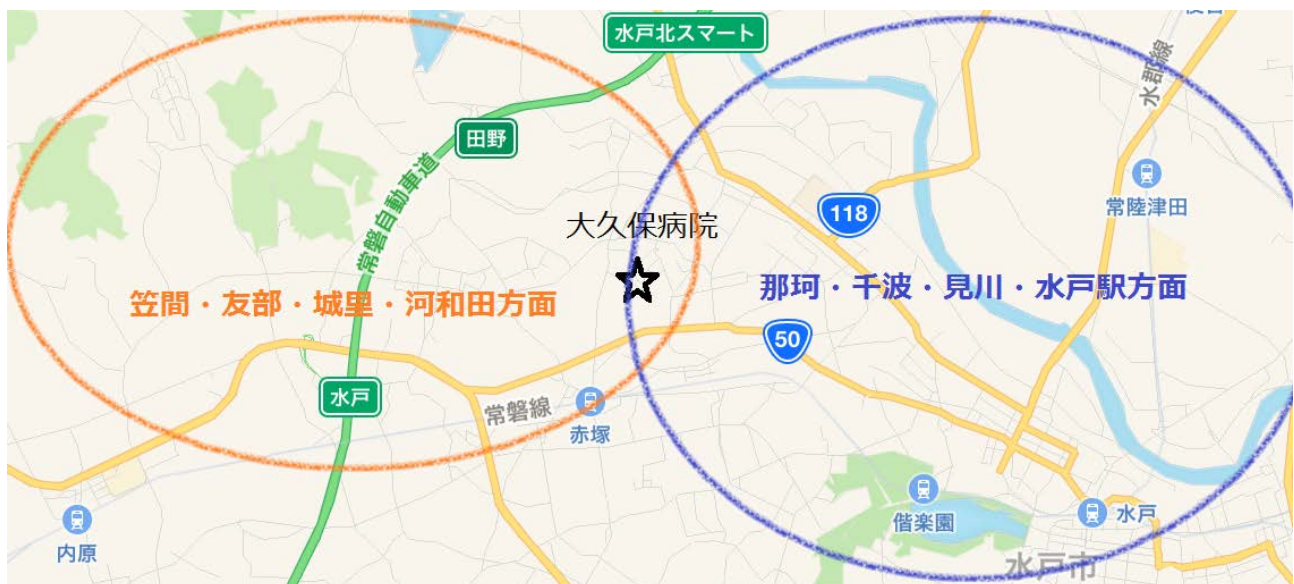 水戸北スマート
水郡線
田野
常磐自動車道
118
常陸津田
大久保病院
笠間・友部・城里・河和田方面
那珂・千波・見川・水戸駅方面
50
水戸
常磐線
赤塚
偕楽園
水戸
内原
水戸市